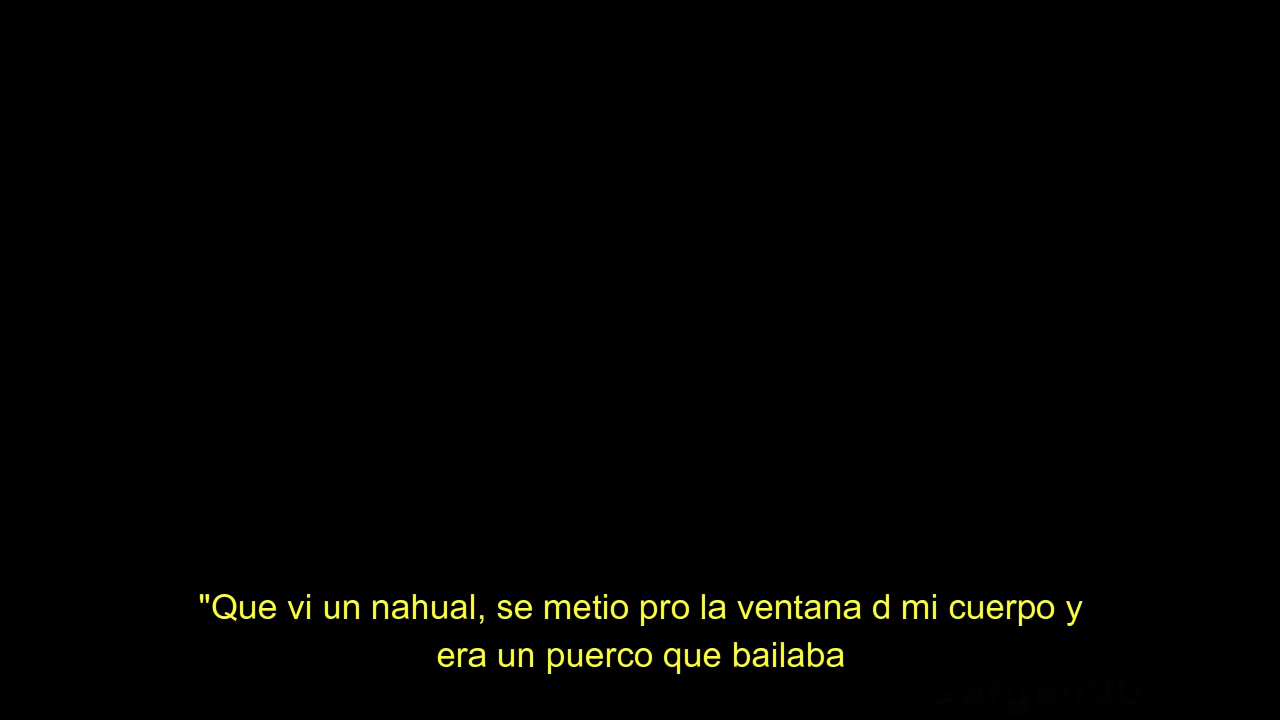 "Que vi un nahual, se metio pro la ventana d mi cuerpo y
era un puerco que bailaba